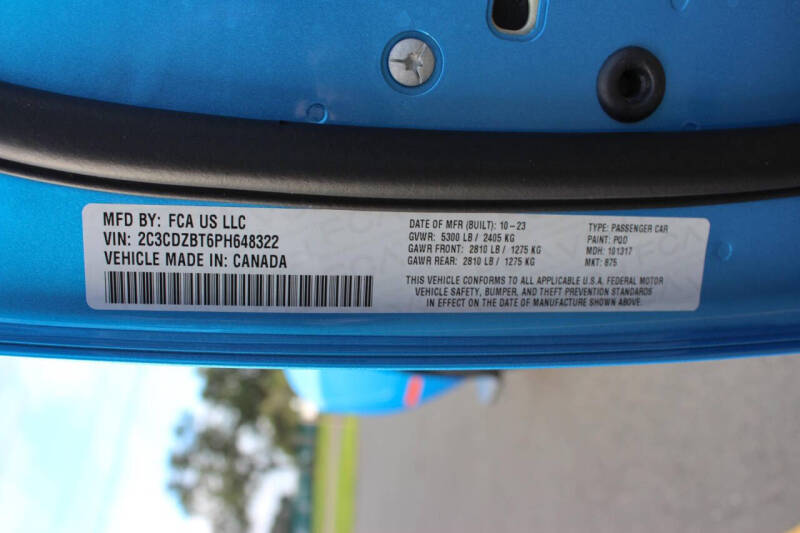 MFD BY: FCA US LLC
VIN: 2C3CDZBT6PH648322
VEHICLE MADE IN: CANADA
DATE OF MFR (BUILT): 10-23
GVWR: 5300 LB / 2405 KG
GAWR FRONT: 2810 LB / 1275 KG
GAWR REAR: 2810 LB / 1275 KG
TYPE: PASSENGER CAR
PAINT: PQD
MDH: 101317
MKT: 675
THIS VEHICLE CONFORMS TO ALL APPLICABLE U.S.A. FEDERAL MOTOR
VEHICLE SAFETY, BUMPER, AND THEFT PREVENTION STANDARDS
IN EFFECT ON THE DATE OF MANUFACTURE SHOWN ABOVE.